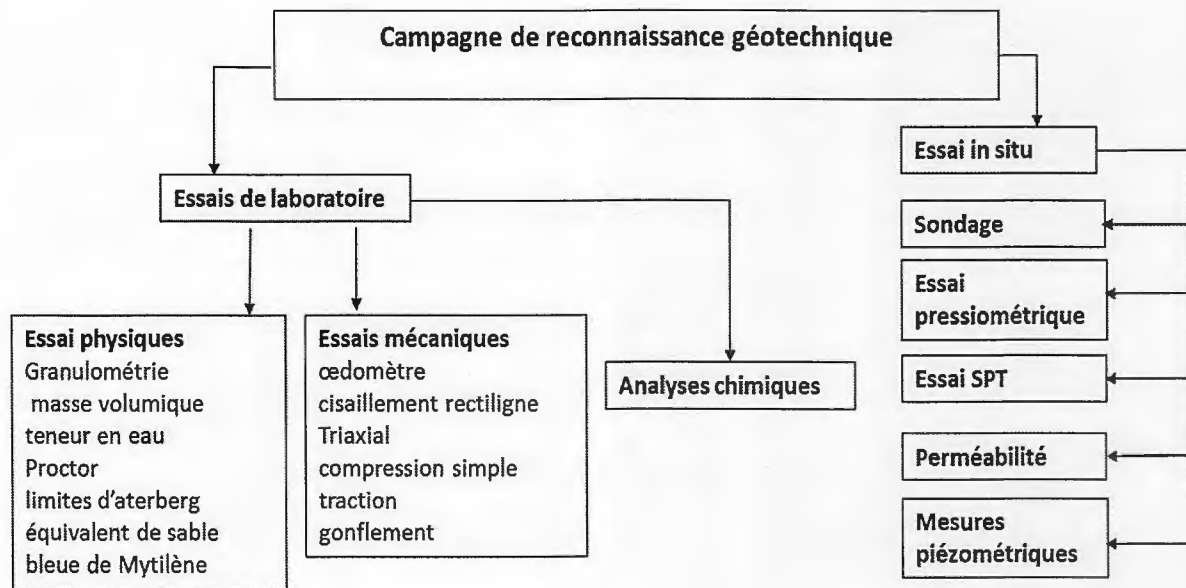 Campagne de reconnaissance géotechnique
Essais de laboratoire
Essai physiques
Granulométrie
masse volumique
teneur en eau
Proctor
limites d'aterberg
équivalent de sable
bleue de Mytilène
Essais mécaniques
œdomètre
cisaillement rectiligne
Triaxial
compression simple
traction
gonflement
Analyses chimiques
Essai in situ
Sondage
Essai
pressiométrique
Essai SPT
Perméabilité
Mesures
piézométriques